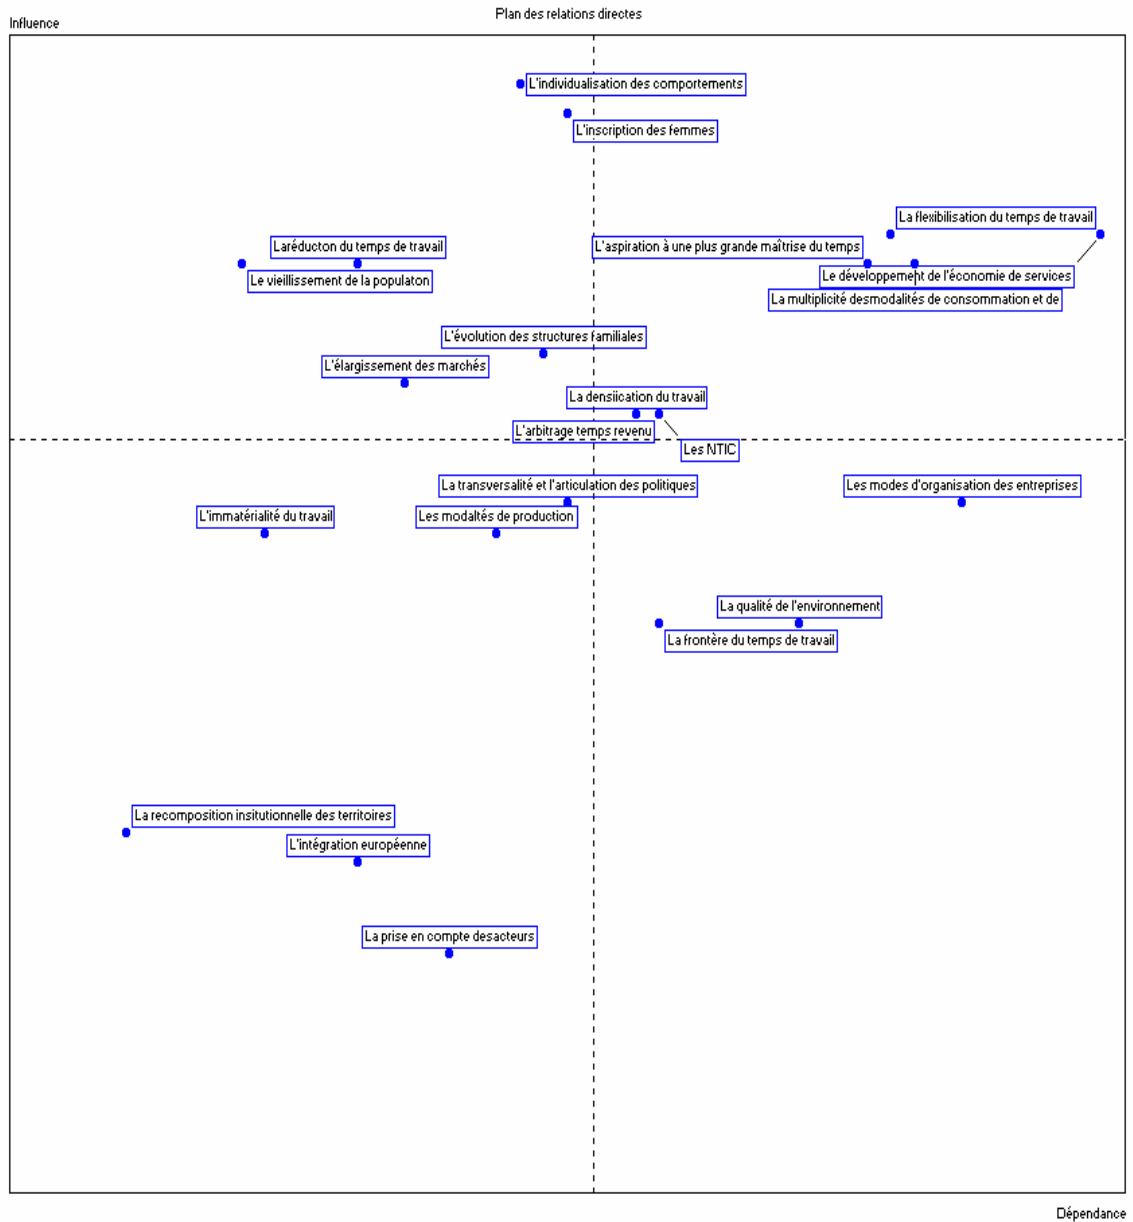 Plan des relations directes
Influence
L'individualisation des comportements
L'inscription des femmes
La flexibilisation du temps de travail
Laréducton du temps de travail
L'aspiration à une plus grande maîtrise du temps
Le vieillissement de la populaton
Le développement de l'économie de services
La multiplicité desmodalités de consommation et de
L'évolution des structures familiales
L'élargissement des marchés
La densiication du travail
L'arbitrage temps revenu
Les NTIC
La transversalité et l'articulation des politiques
Les modes d'organisation des entreprises
L'immatérialité du travail
Les modaltés de production
La qualité de l'environnement
La frontère du temps de travail
La recomposition insitutionnelle des territoires
L'intégration européenne
La prise en compte desacteurs
Dépendance